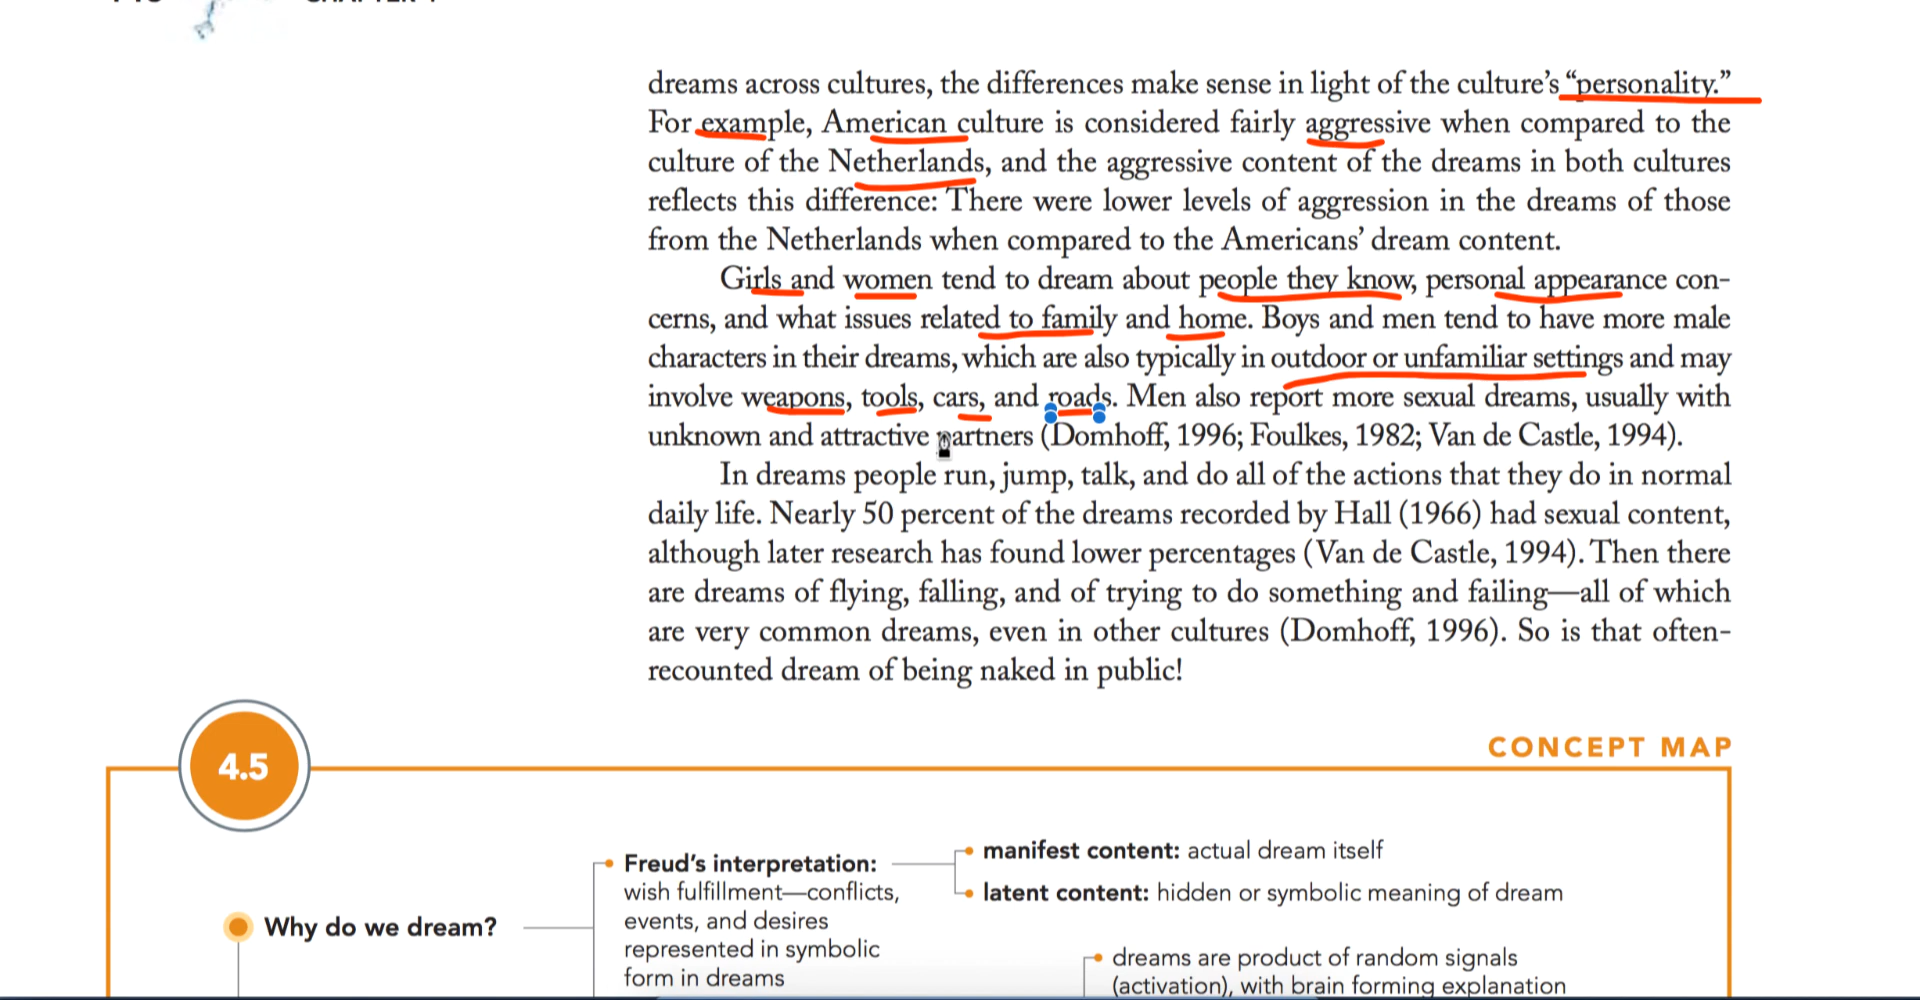 dreams across cultures, the differences make sense in light of the culture’s “personality.”
For example, American culture is considered fairly aggressive when compared to the
culture of the Netherlands, and the aggressive content of the dreams in both cultures
reflects this difference: There were lower levels of aggression in the dreams of those
from the Netherlands when compared to the Americans’ dream content.
Girls and women tend to dream about people they know, personal appearance con-
cerns, and what issues related to family and home. Boys and men tend to have more male
characters in their dreams, which are also typically in outdoor or unfamiliar settings and may
involve weapons, tools, cars, and roads. Men also report more sexual dreams, usually with
unknown and attractive partners (Domhoff, 1996; Foulkes, 1982; Van de Castle, 1994).
In dreams people run, jump, talk, and do all of the actions that they do in normal
daily life. Nearly 50 percent of the dreams recorded by Hall (1966) had sexual content,
although later research has found lower percentages (Van de Castle, 1994). Then there
are dreams of flying, falling, and of trying to do something and failing—all of which
are very common dreams, even in other cultures (Domhoff, 1996). So is that often-
recounted dream of being naked in public!
4.5
CONCEPT MAP
Why do we dream?
Freud’s interpretation:
wish fulfillment—conflicts,
events, and desires
represented in symbolic
form in dreams
manifest content: actual dream itself
latent content: hidden or symbolic meaning of dream
dreams are product of random signals
(activation), with brain forming explanation